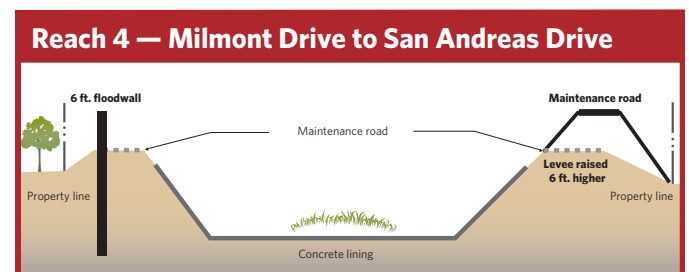 Reach 4 — Milmont Drive to San Andreas Drive
6 ft. floodwall
Maintenance road
Maintenance road
Levee raised
6 ft. higher
Property line
Property line
Concrete lining